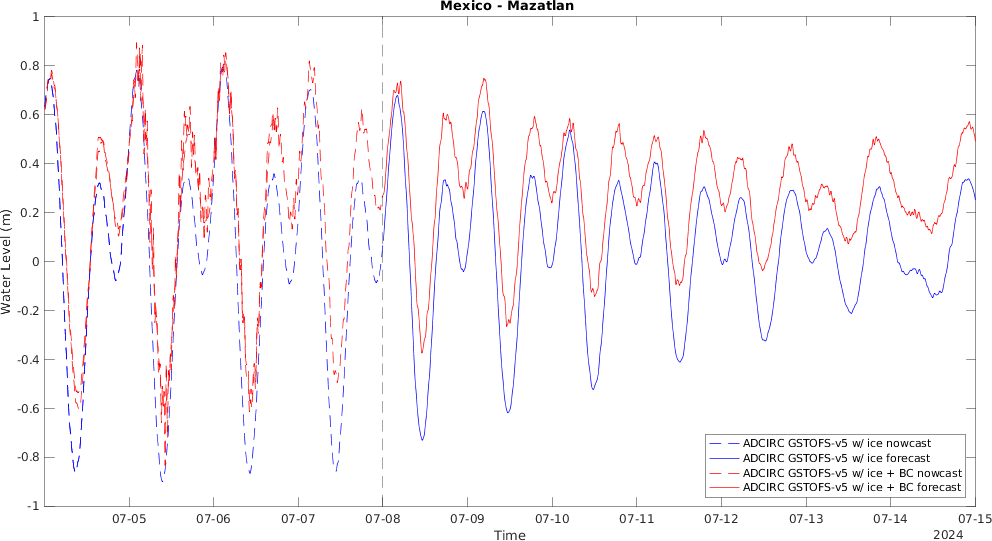 Mexico - Mazatlan
1
0.8
0.6
0.4
0.2
0
-0.2
-0.4
-0.6
-0.8
-1
Water Level (m)
ADCIRC GSTOFS-v5 w/ ice nowcast
ADCIRC GSTOFS-v5 w/ ice forecast
ADCIRC GSTOFS-v5 w/ ice + BC nowcast
ADCIRC GSTOFS-v5 w/ ice + BC forecast
07-05 07-06 07-07 07-08 07-09 07-10 07-11 07-12 07-13 07-14 07-15
Time
2024